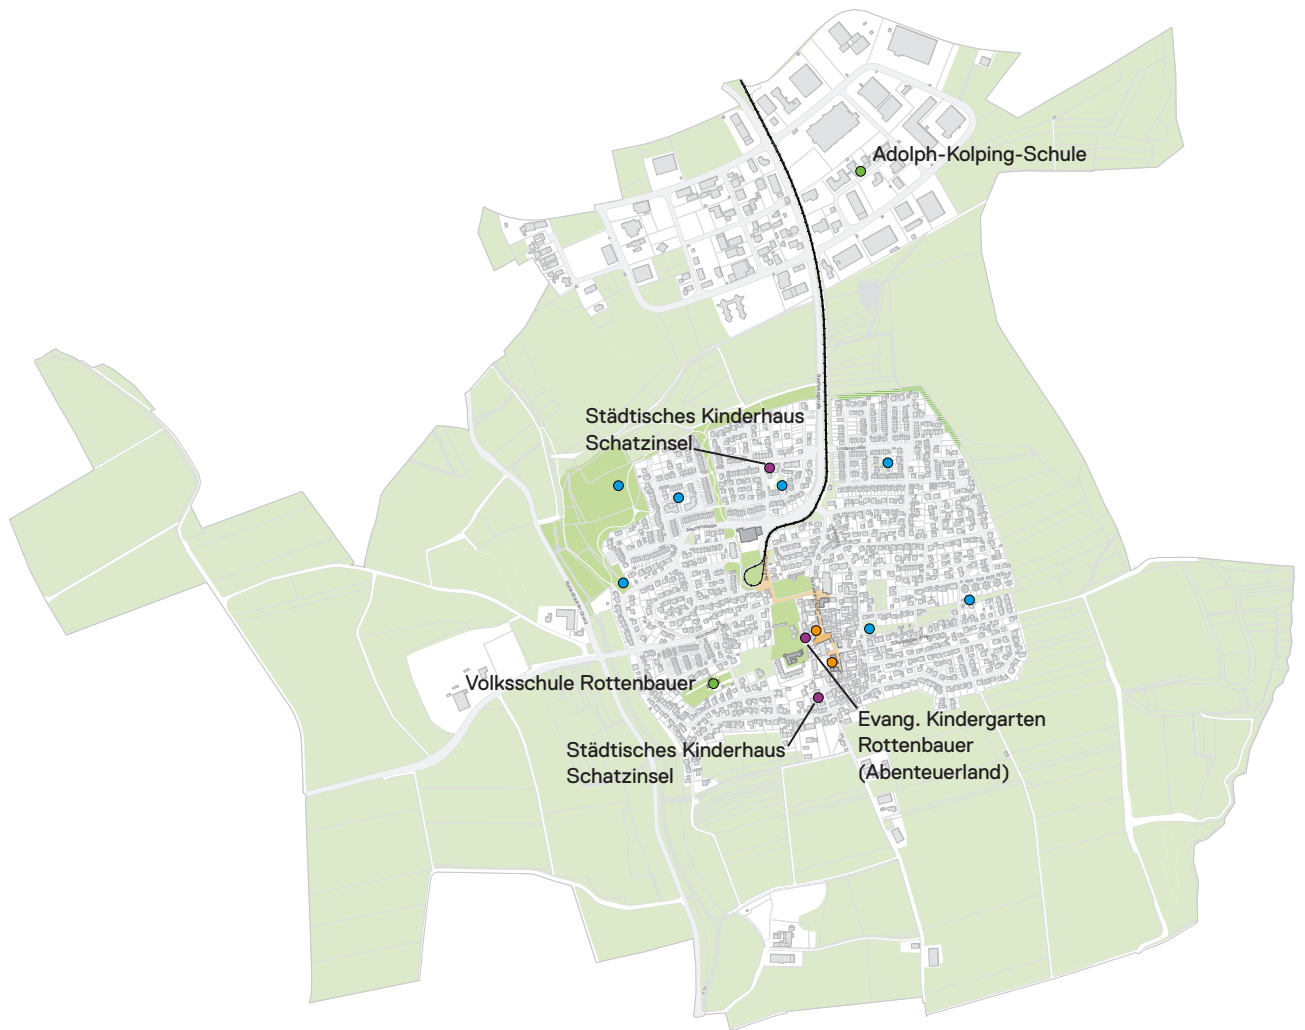 Adolph-Kolping-Schule
Städtisches Kinderhaus
Schatzinsel
Volksschule Rottenbauer
Evang. Kindergarten
Rottenbauer
(Abenteuerland)
Städtisches Kinderhaus
Schatzinsel